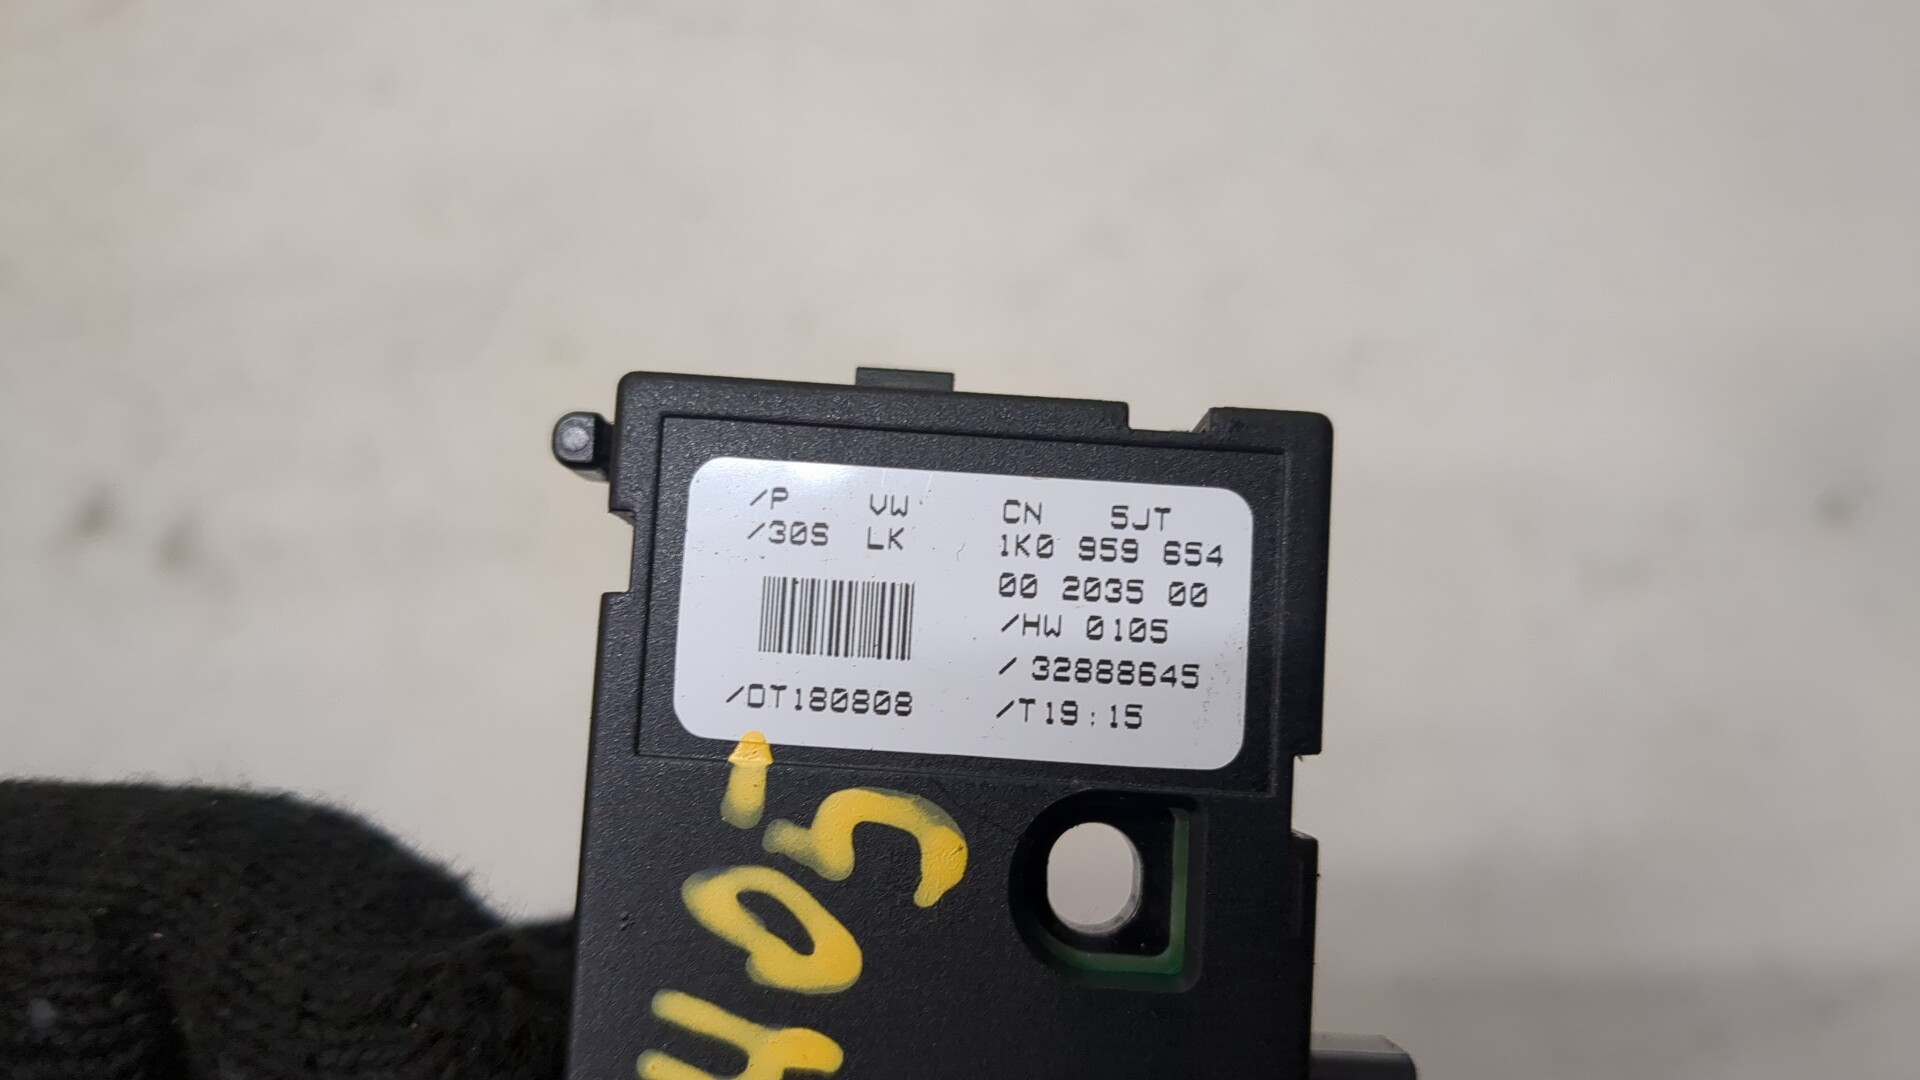 /P VW CN 5JT
/30S LK 1K0 959 654
00 2035 00
/HW 0105
/32888645
/DT180808 /T19:15